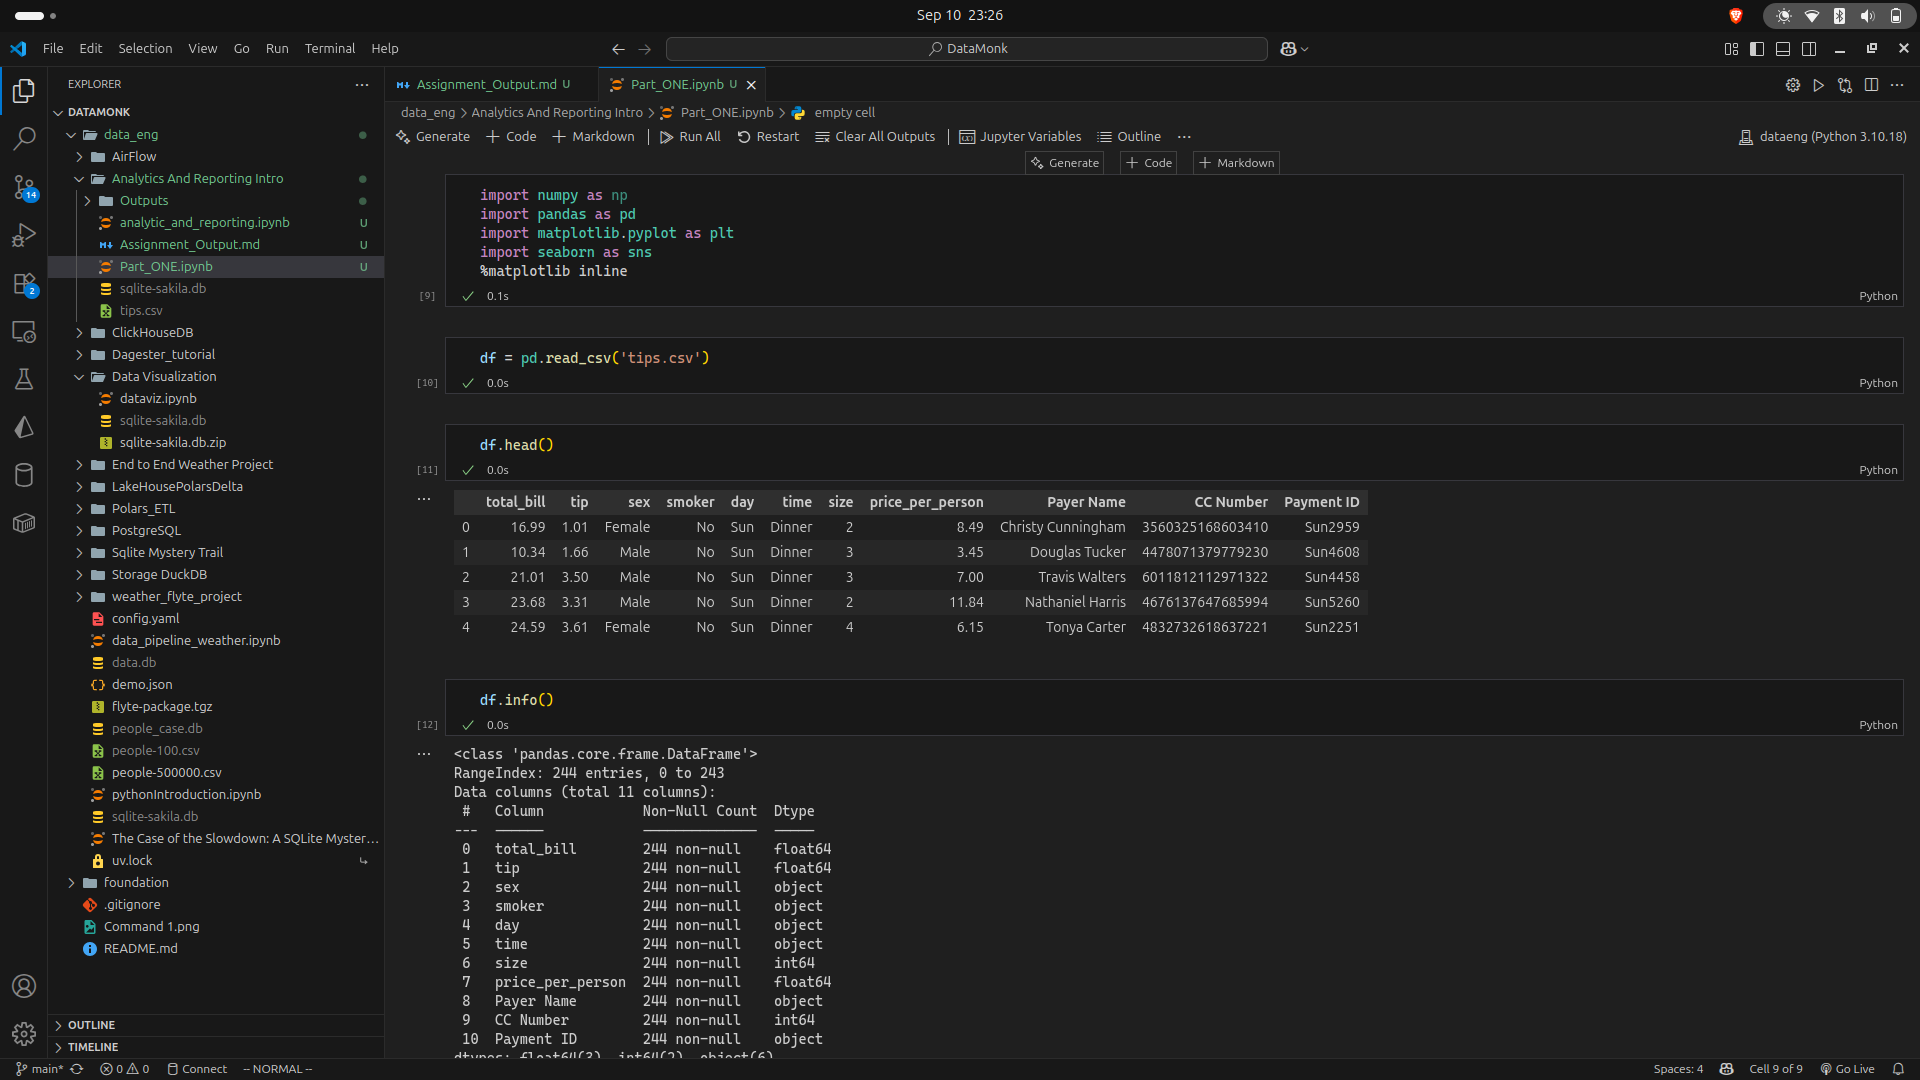 Sep 10 23:26
File Edit Selection View Go Run Terminal Help
DataMonk
EXPLORER
DATAMONK
data_eng
AirFlow
Analytics And Reporting Intro
Outputs
analytic_and_reporting.ipynb U
Assignment_Output.md U
Part_ONE.ipynb U
sqlite-sakila.db
tips.csv
ClickHouseDB
Dagester_tutorial
Data Visualization
dataviz.ipynb
sqlite-sakila.db
sqlite-sakila.db.zip
End to End Weather Project
LakeHousePolarsDelta
Polars_ETL
PostgreSQL
Sqlite Mystery Trail
Storage DuckDB
weather_flyte_project
config.yaml
data_pipeline_weather.ipynb
data.db
demo.json
flyte-package.tgz
people_case.db
people-100.csv
people-500000.csv
pythonIntroduction.ipynb
sqlite-sakila.db
The Case of the Slowdown: A SQLite Myster...
uv.lock
foundation
.gitignore
Command 1.png
README.md
OUTLINE
TIMELINE
14
2
Assignment_Output.md U Part_ONE.ipynb U
data_eng > Analytics And Reporting Intro > Part_ONE.ipynb > empty cell
Generate + Code + Markdown Run All Restart Clear All Outputs Jupyter Variables Outline ... dataeng (Python 3.10.18)
Generate + Code + Markdown
import numpy as np
import pandas as pd
import matplotlib.pyplot as plt
import seaborn as sns
%matplotlib inline
[9] 0.1s Python
df = pd.read_csv('tips.csv')
[10] 0.0s Python
df.head()
[11] 0.0s Python
total_bill tip sex smoker day time size price_per_person Payer Name CC Number Payment ID
0 16.99 1.01 Female No Sun Dinner 2 8.49 Christy Cunningham 3560325168603410 Sun2959
1 10.34 1.66 Male No Sun Dinner 3 3.45 Douglas Tucker 4478071379779230 Sun4608
2 21.01 3.50 Male No Sun Dinner 3 7.00 Travis Walters 6011812112971322 Sun4458
3 23.68 3.31 Male No Sun Dinner 2 11.84 Nathaniel Harris 4676137647685994 Sun5260
4 24.59 3.61 Female No Sun Dinner 4 6.15 Tonya Carter 4832732618637221 Sun2251
df.info()
[12] 0.0s Python
<class 'pandas.core.frame.DataFrame'>
RangeIndex: 244 entries, 0 to 243
Data columns (total 11 columns):
# Column Non-Null Count Dtype
--- ------ -------------- -----
0 total_bill 244 non-null float64
1 tip 244 non-null float64
2 sex 244 non-null object
3 smoker 244 non-null object
4 day 244 non-null object
5 time 244 non-null object
6 size 244 non-null int64
7 price_per_person 244 non-null float64
8 Payer Name 244 non-null object
9 CC Number 244 non-null int64
10 Payment ID 244 non-null object
dtypes: float64(3), int64(2), object(6)
main* 0 0 Connect -- NORMAL -- Spaces: 4 Cell 9 of 9 Go Live